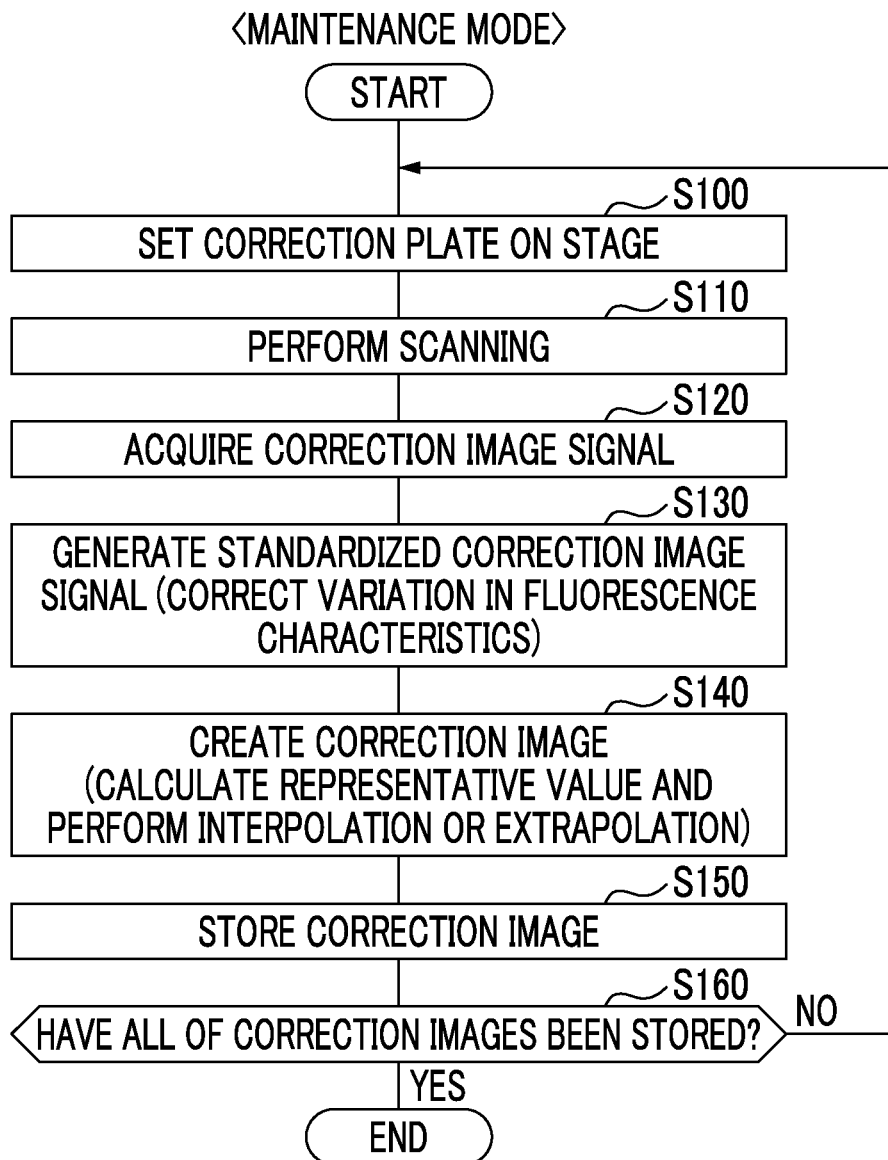 〈MAINTENANCE MODE〉
START
S100
SET CORRECTION PLATE ON STAGE
S110
PERFORM SCANNING
S120
ACQUIRE CORRECTION IMAGE SIGNAL
S130
GENERATE STANDARDIZED CORRECTION IMAGE
SIGNAL (CORRECT VARIATION IN FLUORESCENCE
CHARACTERISTICS)
S140
CREATE CORRECTION IMAGE
(CALCULATE REPRESENTATIVE VALUE AND
PERFORM INTERPOLATION OR EXTRAPOLATION)
S150
STORE CORRECTION IMAGE
S160
HAVE ALL OF CORRECTION IMAGES BEEN STORED?
NO
YES
END